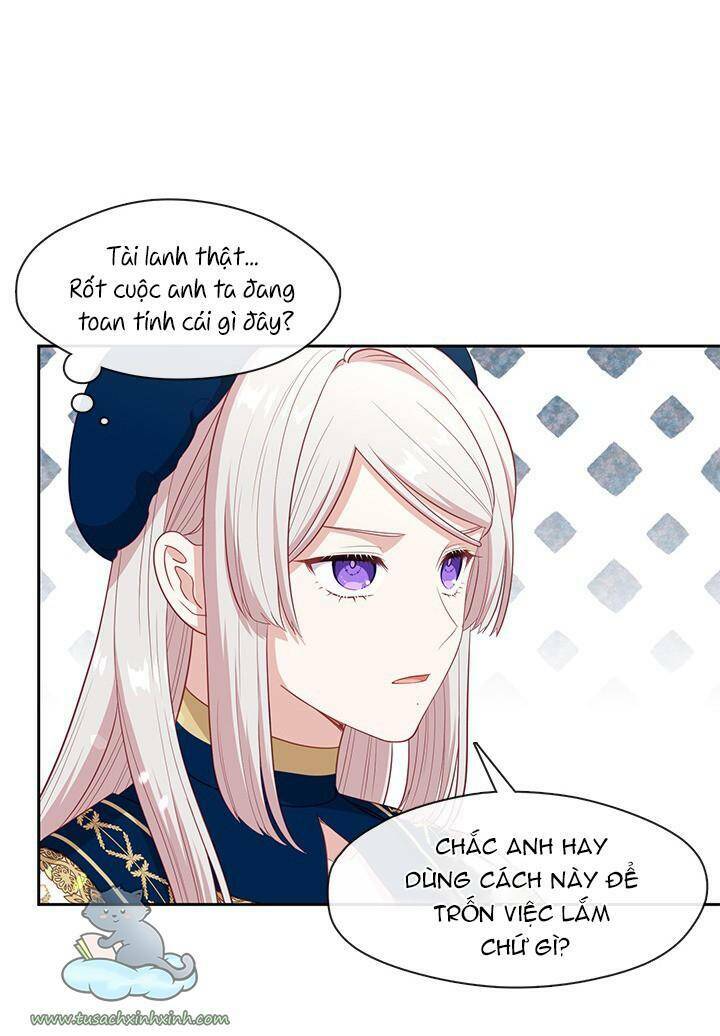 Tài lanh thật...
Rốt cuộc anh ta đang
toan tính cái gì đây?
CHẮC ANH HAY
DÙNG CÁCH NÀY ĐỂ
TRỐN VIỆC LẮM
CHỨ GÌ?
www.tusachxinhxinh.com